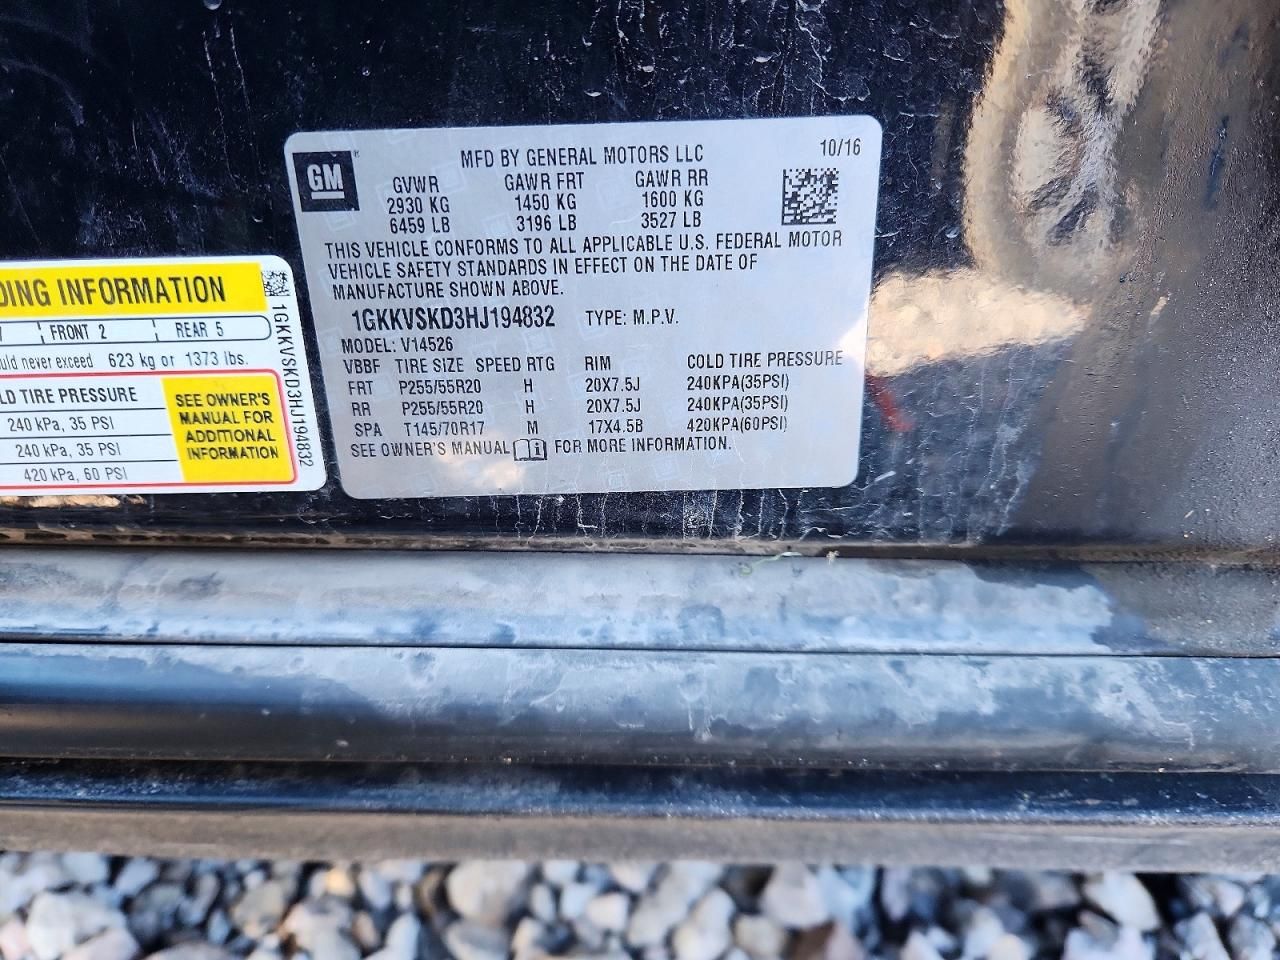 DING INFORMATION
FRONT 2 REAR 5
uld never exceed 623 kg or 1373 lbs.
LD TIRE PRESSURE
240 kPa, 35 PSI
240 kPa, 35 PSI
420 kPa, 60 PSI
SEE OWNER'S
MANUAL FOR
ADDITIONAL
INFORMATION
1GKKVSKD3HJ194832
GM
MFD BY GENERAL MOTORS LLC 10/16
GVWR GAWR FRT GAWR RR
2930 KG 1450 KG 1600 KG
6459 LB 3196 LB 3527 LB
THIS VEHICLE CONFORMS TO ALL APPLICABLE U.S. FEDERAL MOTOR
VEHICLE SAFETY STANDARDS IN EFFECT ON THE DATE OF
MANUFACTURE SHOWN ABOVE.
1GKKVSKD3HJ194832 TYPE: M.P.V.
MODEL: V14526
VBBF TIRE SIZE SPEED RTG RIM COLD TIRE PRESSURE
FRT P255/55R20 H 20X7.5J 240KPA(35PSI)
RR P255/55R20 H 20X7.5J 240KPA(35PSI)
SPA T145/70R17 M 17X4.5B 420KPA(60PSI)
SEE OWNER'S MANUAL FOR MORE INFORMATION.